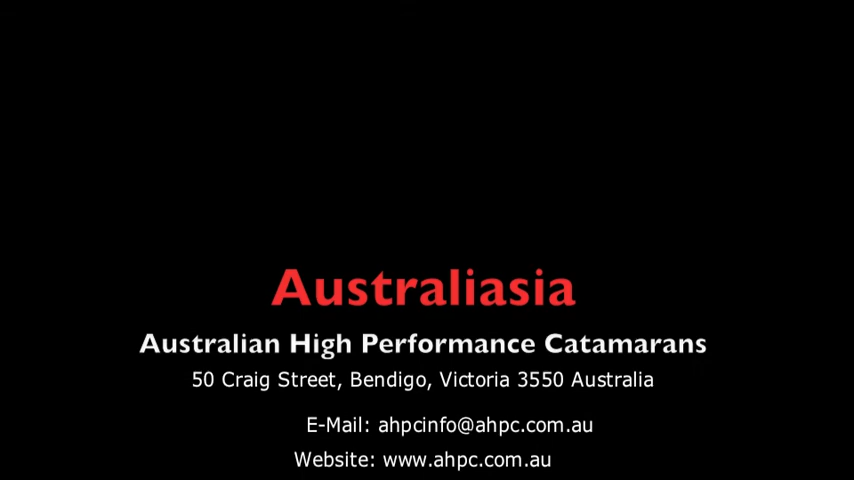 Australiasia
Australian High Performance Catamarans
50 Craig Street, Bendigo, Victoria 3550 Australia
E-Mail: ahpcinfo@ahpc.com.au
Website: www.ahpc.com.au